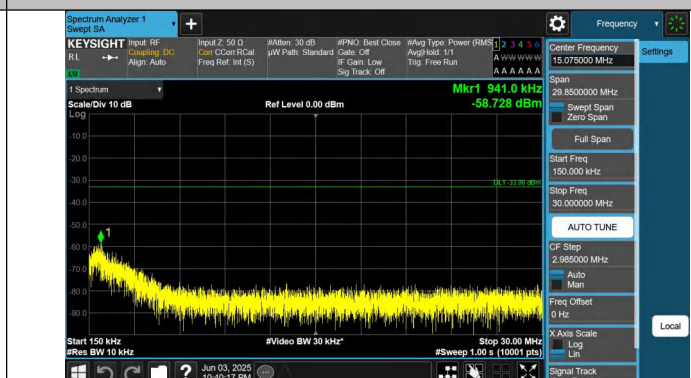 Spectrum Analyzer 1
Swept SA
Frequency
KEYSIGHT
Input: RF
Coupling: DC
Align: Auto
Input Z: 50 Ω
Corr CCorr RCal
Freq Ref: Int (S)
#Atten: 30 dB
µW Path: Standard
#PNO: Best Close
Gate: Off
IF Gain: Low
Sig Track: Off
#Avg Type: Power (RMS
Avg|Hold: 1/1
Trig: Free Run
1 2 3 4 5 6
A W W W W W
A A A A A A
R L
1 Spectrum
Scale/Div 10 dB
Log
Ref Level 0.00 dBm
Mkr1 941.0 kHz
-58.728 dBm
-10.0
-20.0
-30.0
DL1 -33.00 dBm
-40.0
-50.0
1
-60.0
-70.0
-80.0
-90.0
Start 150 kHz
#Res BW 10 kHz
#Video BW 30 kHz*
Stop 30.00 MHz
#Sweep 1.00 s (10001 pts)
Jun 03, 2025
Center Frequency
15.075000 MHz
Settings
Span
29.8500000 MHz
Swept Span
Zero Span
Full Span
Start Freq
150.000 kHz
Stop Freq
30.000000 MHz
AUTO TUNE
CF Step
2.985000 MHz
Auto
Man
Freq Offset
0 Hz
X Axis Scale
Log
Lin
Local
Signal Track